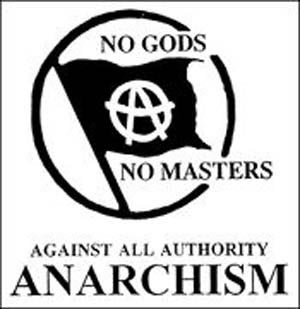 NO GODS
NO MASTERS
AGAINST ALL AUTHORITY
ANARCHISM